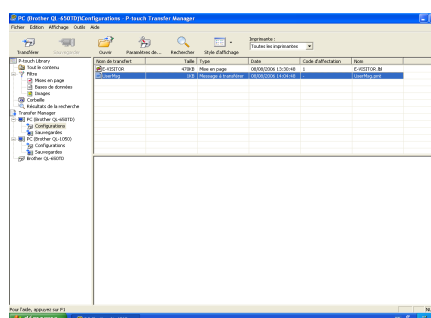 PC (Brother QL-650TD)\Configurations - P-touch Transfer Manager
Fichier Edition Affichage Outils Aide
Imprimante :
Toutes les imprimantes
Transférer Sauvegarder Ouvrir Paramètres de... Rechercher Style d'affichage
P-touch Library
Tout le contenu
Filtre
Mises en page
Bases de données
Images
Corbeille
Résultats de la recherche
Transfer Manager
PC (Brother QL-650TD)
Configurations
Sauvegardes
PC (Brother QL-1050)
Configurations
Sauvegardes
Brother QL-650TD
Nom de transfert Taille Type Date Code d'affectation Nom
E-VISITOR 478KB Mise en page 08/08/2006 13:30:48 1 E-VISITOR.lbl
UserMsg 1KB Message à transférer 08/08/2006 14:04:48 - UserMsg.pmt
Pour l'aide, appuyez sur F1